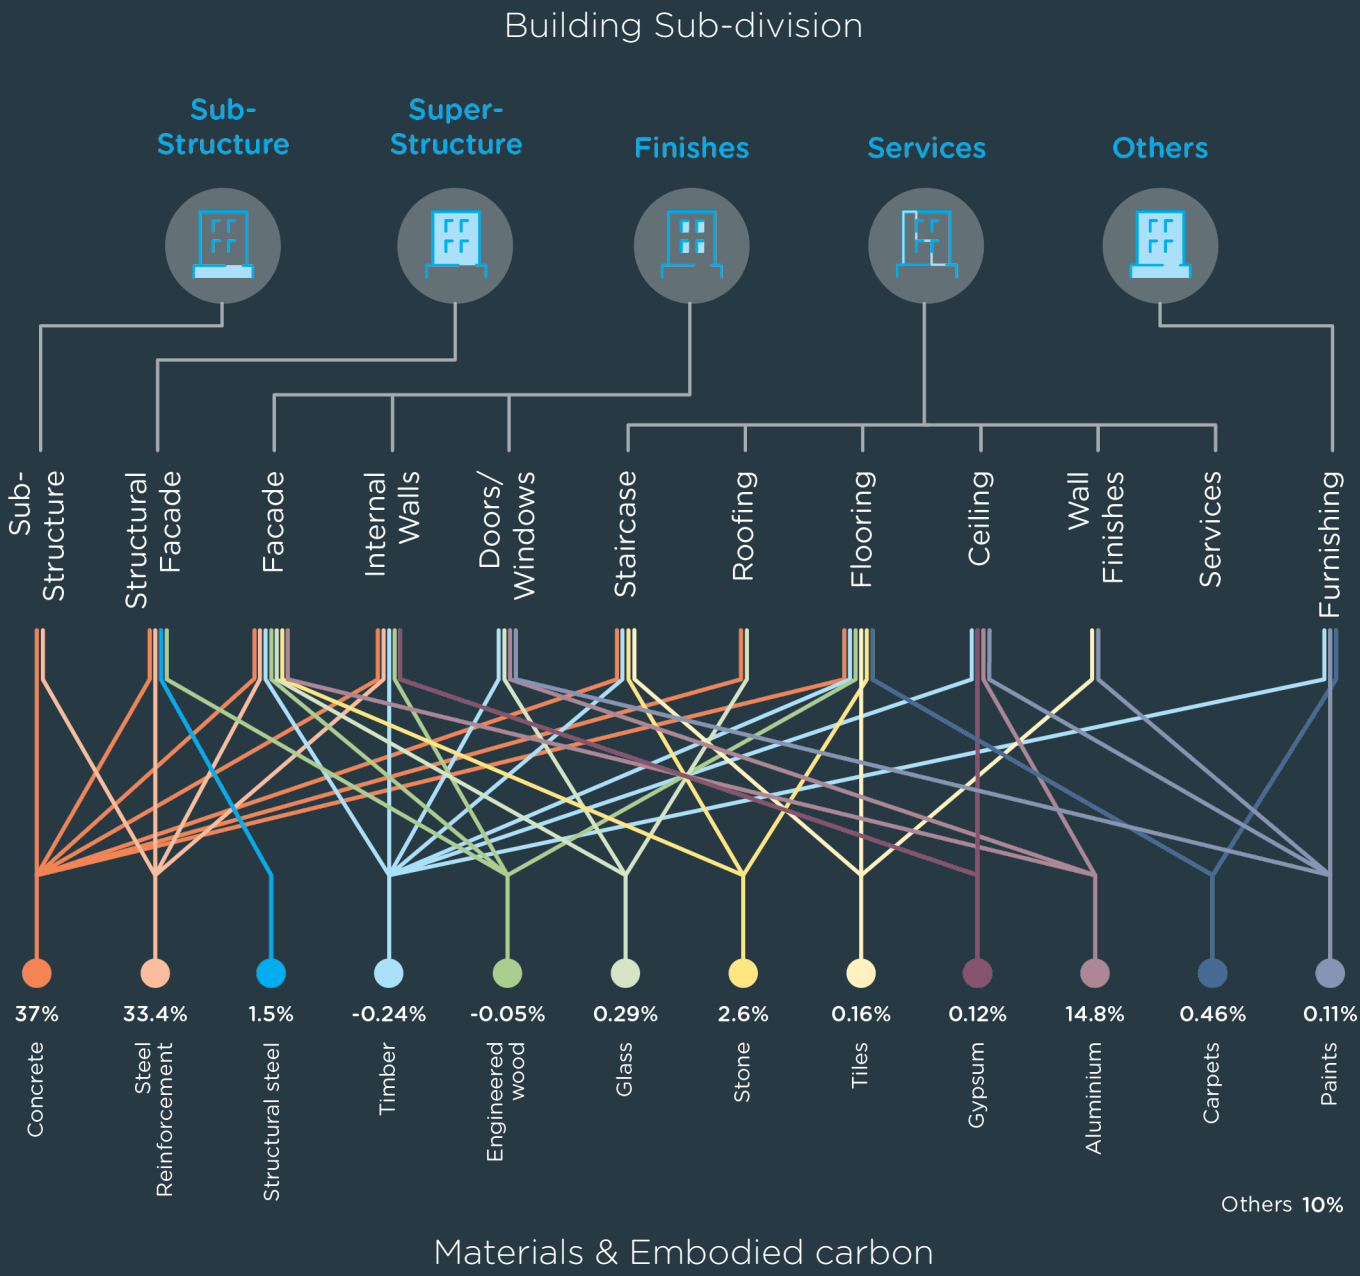 Building Sub-division
Sub-
Structure
Super-
Structure
Finishes
Services
Others
Sub-
Structure
Structural
Facade
Facade
Internal
Walls
Doors/
Windows
Staircase
Roofing
Flooring
Ceiling
Wall
Finishes
Services
Furnishing
37%
33.4%
1.5%
-0.24%
-0.05%
0.29%
2.6%
0.16%
0.12%
14.8%
0.46%
0.11%
Concrete
Steel
Reinforcement
Structural steel
Timber
Engineered
wood
Glass
Stone
Tiles
Gypsum
Aluminium
Carpets
Paints
Others 10%
Materials & Embodied carbon